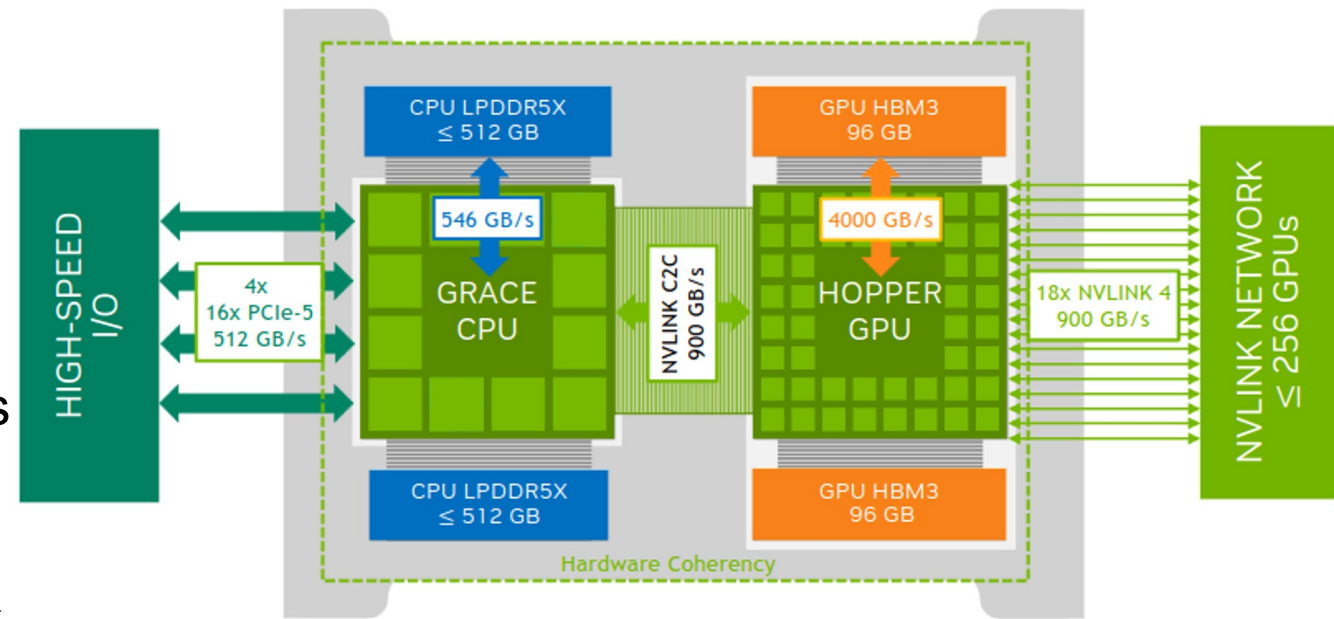 HIGH-SPEED
I/O
4x
16x PCIe-5
512 GB/s
CPU LPDDR5X
≤ 512 GB
546 GB/s
GRACE
CPU
CPU LPDDR5X
≤ 512 GB
NVLINK C2C
900 GB/s
GPU HBM3
96 GB
4000 GB/s
HOPPER
GPU
GPU HBM3
96 GB
18x NVLINK 4
900 GB/s
NVLINK NETWORK
≤ 256 GPUs
Hardware Coherency
s